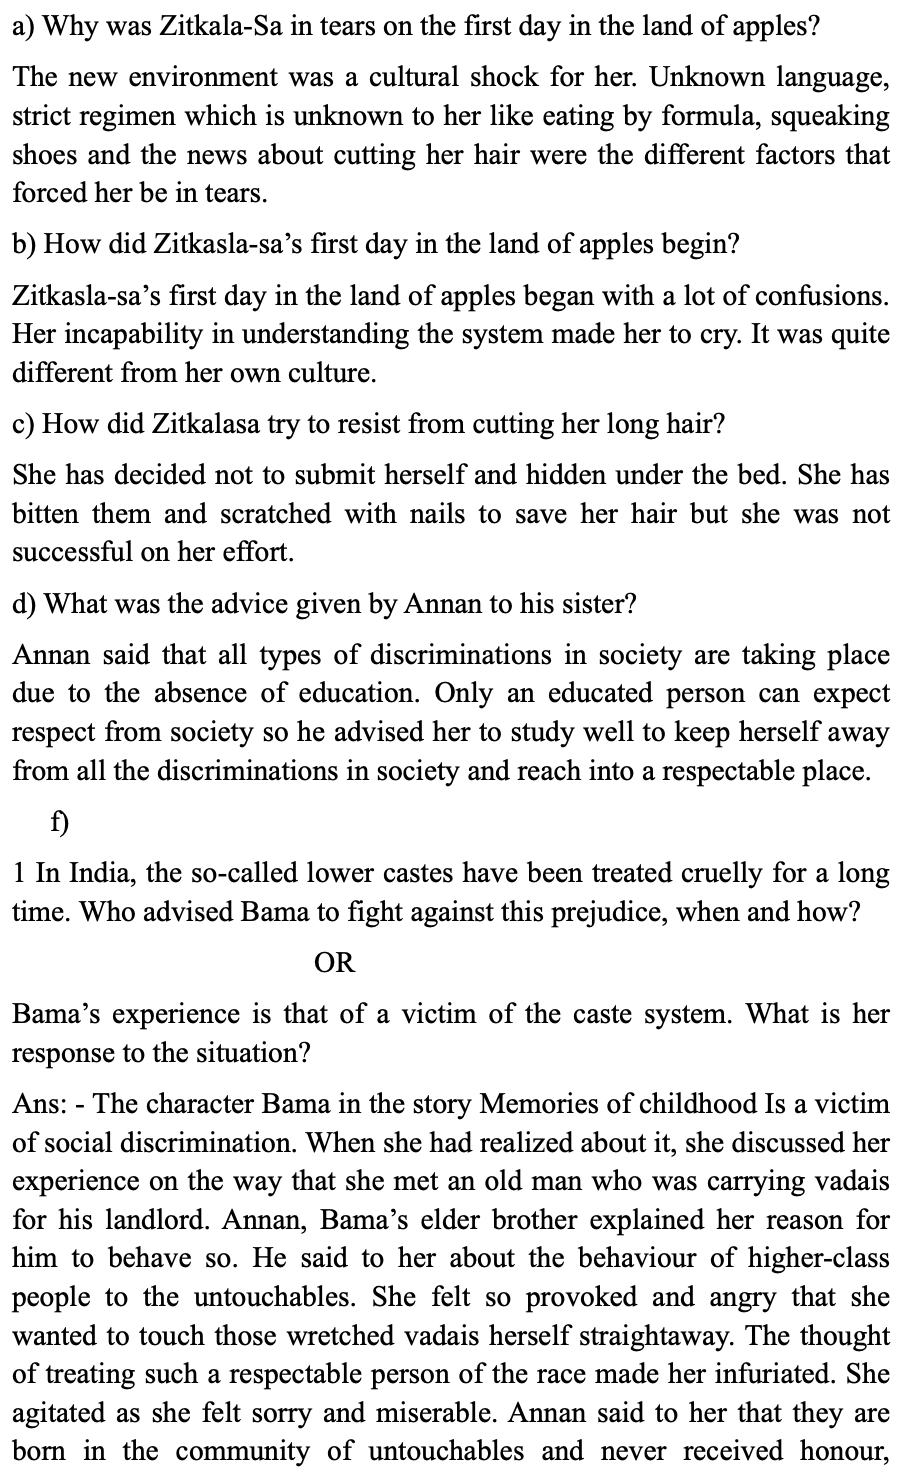 a) Why was Zitkala-Sa in tears on the first day in the land of apples?
The new environment was a cultural shock for her. Unknown language,
strict regimen which is unknown to her like eating by formula, squeaking
shoes and the news about cutting her hair were the different factors that
forced her be in tears.
b) How did Zitkasla-sa’s first day in the land of apples begin?
Zitkasla-sa’s first day in the land of apples began with a lot of confusions.
Her incapability in understanding the system made her to cry. It was quite
different from her own culture.
c) How did Zitkalasa try to resist from cutting her long hair?
She has decided not to submit herself and hidden under the bed. She has
bitten them and scratched with nails to save her hair but she was not
successful on her effort.
d) What was the advice given by Annan to his sister?
Annan said that all types of discriminations in society are taking place
due to the absence of education. Only an educated person can expect
respect from society so he advised her to study well to keep herself away
from all the discriminations in society and reach into a respectable place.
f)
1 In India, the so-called lower castes have been treated cruelly for a long
time. Who advised Bama to fight against this prejudice, when and how?
OR
Bama’s experience is that of a victim of the caste system. What is her
response to the situation?
Ans: - The character Bama in the story Memories of childhood Is a victim
of social discrimination. When she had realized about it, she discussed her
experience on the way that she met an old man who was carrying vadais
for his landlord. Annan, Bama’s elder brother explained her reason for
him to behave so. He said to her about the behaviour of higher-class
people to the untouchables. She felt so provoked and angry that she
wanted to touch those wretched vadais herself straightaway. The thought
of treating such a respectable person of the race made her infuriated. She
agitated as she felt sorry and miserable. Annan said to her that they are
born in the community of untouchables and never received honour,